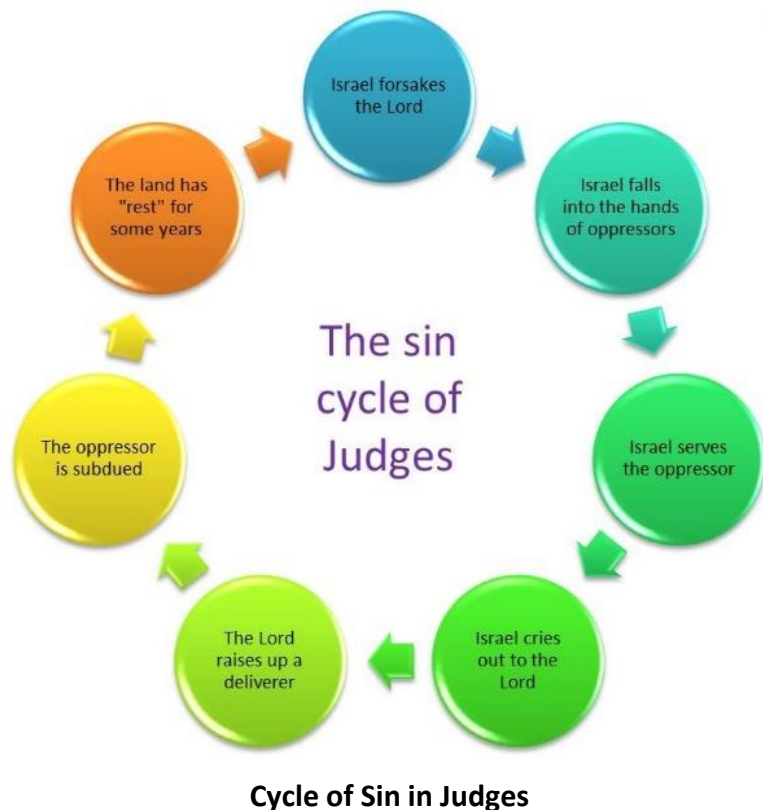 Israel forsakes
the Lord
Israel falls
into the hands
of oppressors
Israel serves
the oppressor
Israel cries
out to the
Lord
The Lord
raises up a
deliverer
The oppressor
is subdued
The land has
"rest" for
some years
The sin
cycle of
Judges
Cycle of Sin in Judges